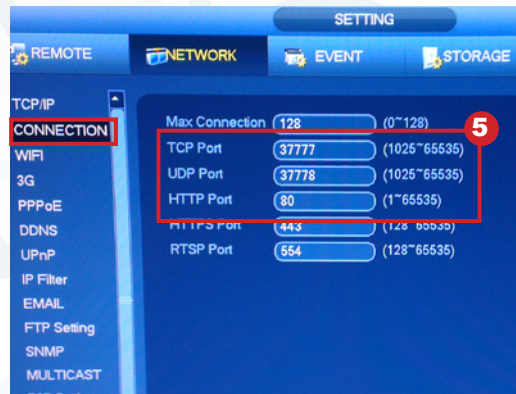 SETTING
REMOTE NETWORK EVENT STORAGE
TCP/IP
CONNECTION
WIFI
3G
PPPoE
DDNS
UPnP
IP Filter
EMAIL
FTP Setting
SNMP
MULTICAST
Max Connection 128 (0~128)
5
TCP Port 37777 (1025~65535)
UDP Port 37778 (1025~65535)
HTTP Port 80 (1~65535)
HTTPS Port 443 (128~65535)
RTSP Port 554 (128~65535)